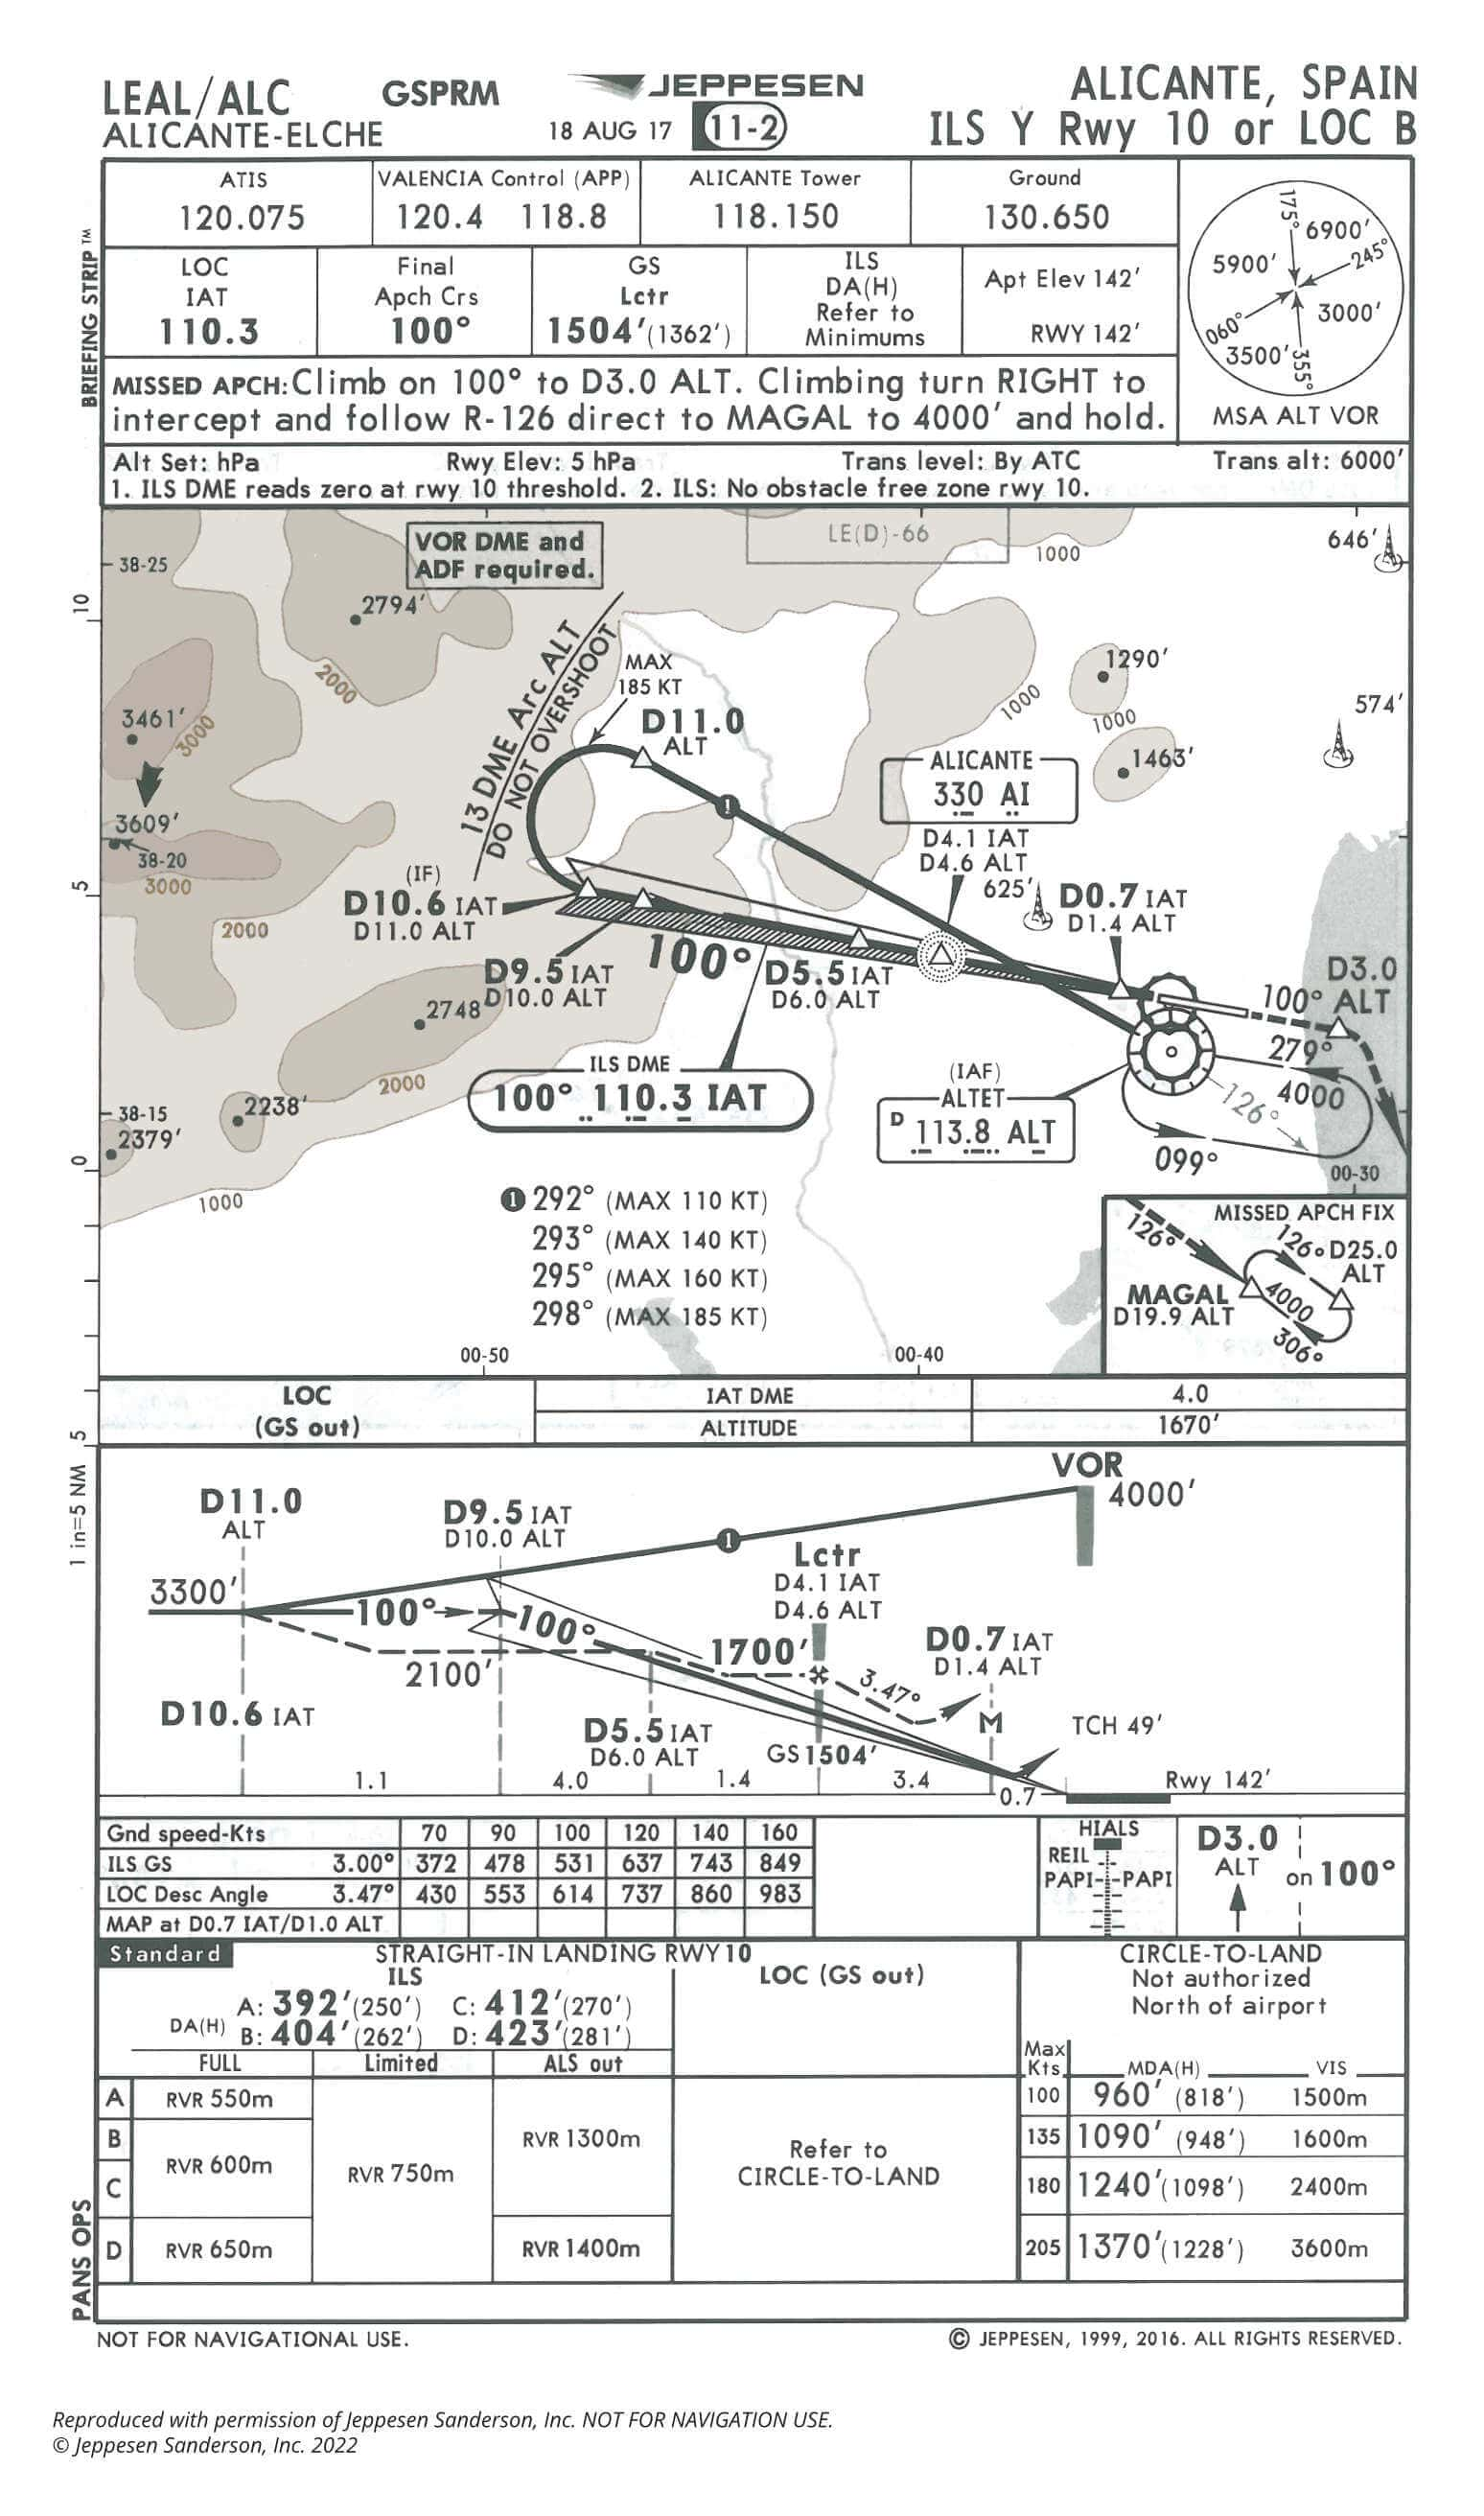 LEAL/ALC GSPRM JEPPESEN ALICANTE, SPAIN
ALICANTE-ELCHE 18 AUG 17 11-2 ILS Y Rwy 10 or LOC B
BRIEFING STRIP™
ATIS VALENCIA Control (APP) ALICANTE Tower Ground
120.075 120.4 118.8 118.150 130.650
LOC
IAT
110.3
Final
Apch Crs
100°
GS
Lctr
1504′(1362′)
ILS
DA(H)
Refer to
Minimums
Apt Elev 142′
RWY 142′
175°
6900′
245°
5900′
3000′
060°
3500′
355°
MSA ALT VOR
MISSED APCH: Climb on 100° to D3.0 ALT. Climbing turn RIGHT to
intercept and follow R-126 direct to MAGAL to 4000′ and hold.
Alt Set: hPa Rwy Elev: 5 hPa Trans level: By ATC Trans alt: 6000′
1. ILS DME reads zero at rwy 10 threshold. 2. ILS: No obstacle free zone rwy 10.
VOR DME and
ADF required.
LE(D)-66
1000
646′
38-25
10
2794′
2000
13 DME Arc ALT
DO NOT OVERSHOOT
MAX
185 KT
D11.0
ALT
1290′
1000
1000
574′
3461′
3000
1463′
ALICANTE
330 AI
1
3609′
38-20
3000
D4.1 IAT
D4.6 ALT
625′
D0.7 IAT
D1.4 ALT
5
(IF)
D10.6 IAT
D11.0 ALT
2000
100°
D9.5 IAT
D10.0 ALT
D5.5 IAT
D6.0 ALT
D3.0
ALT
100°
279°
4000
126°
099°
2748
2000
ILS DME
100° 110.3 IAT
(IAF)
ALTET
D 113.8 ALT
38-15
2238′
2379′
0
1000
00-30
1 292° (MAX 110 KT)
293° (MAX 140 KT)
295° (MAX 160 KT)
298° (MAX 185 KT)
MISSED APCH FIX
126°
126° D25.0
ALT
MAGAL
D19.9 ALT
4000
306°
00-50 00-40
5
1 in=5 NM
LOC
(GS out)
IAT DME 4.0
ALTITUDE 1670′
VOR
4000′
D11.0
ALT
D9.5 IAT
D10.0 ALT
1
Lctr
D4.1 IAT
D4.6 ALT
3300′
100°
100°
1700′
D0.7 IAT
D1.4 ALT
2100′
3.47°
D10.6 IAT
M
TCH 49′
D5.5 IAT
D6.0 ALT
GS 1504′
1.1 4.0 1.4 3.4 0.7
Rwy 142′
Gnd speed-Kts 70 90 100 120 140 160
ILS GS 3.00° 372 478 531 637 743 849
LOC Desc Angle 3.47° 430 553 614 737 860 983
MAP at D0.7 IAT/D1.0 ALT
HIALS
REIL
PAPI PAPI
D3.0
ALT
on 100°
Standard STRAIGHT-IN LANDING RWY 10
ILS
LOC (GS out)
DA(H)
A: 392′(250′) C: 412′(270′)
B: 404′(262′) D: 423′(281′)
FULL Limited ALS out
A RVR 550m
B
C
RVR 600m
D RVR 650m
RVR 750m
RVR 1300m
RVR 1400m
Refer to
CIRCLE-TO-LAND
CIRCLE-TO-LAND
Not authorized
North of airport
Max
Kts MDA(H) VIS
100 960′ (818′) 1500m
135 1090′ (948′) 1600m
180 1240′(1098′) 2400m
205 1370′(1228′) 3600m
PANS OPS
NOT FOR NAVIGATIONAL USE. © JEPPESEN, 1999, 2016. ALL RIGHTS RESERVED.
Reproduced with permission of Jeppesen Sanderson, Inc. NOT FOR NAVIGATION USE.
© Jeppesen Sanderson, Inc. 2022